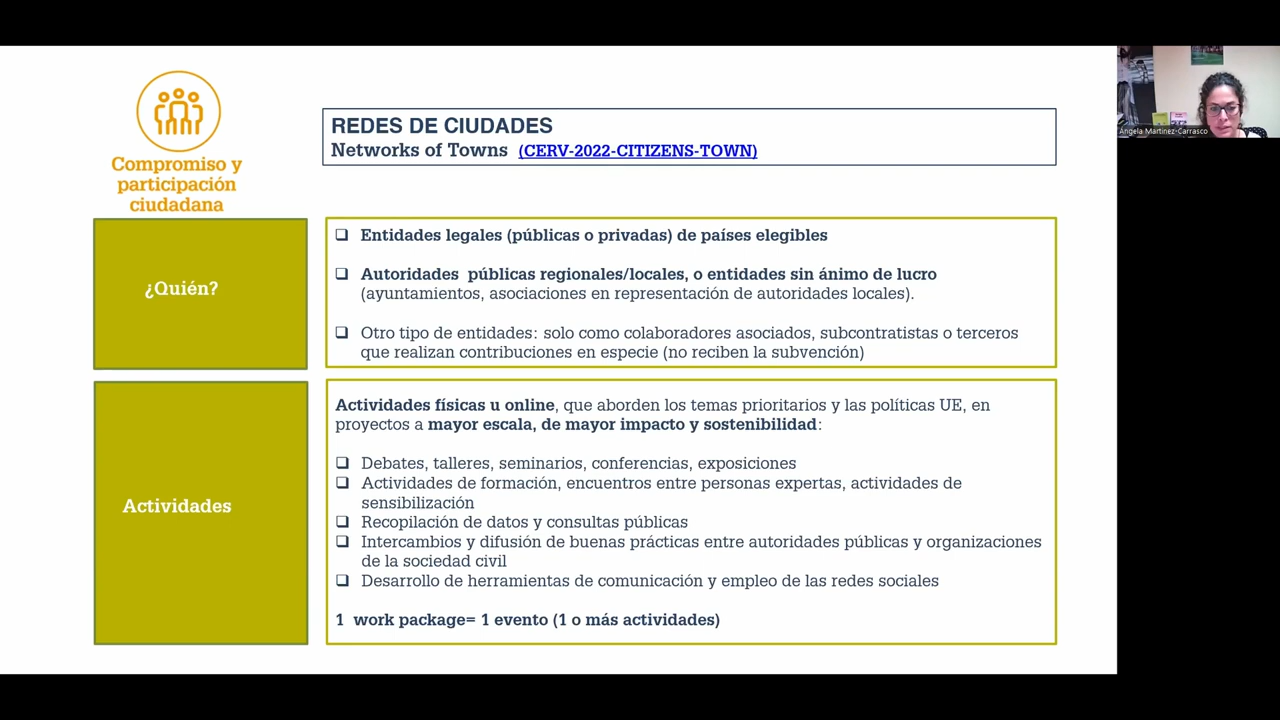 Compromiso y
participación
ciudadana
REDES DE CIUDADES
Networks of Towns (CERV-2022-CITIZENS-TOWN)
¿Quién?
❑ Entidades legales (públicas o privadas) de países elegibles
❑ Autoridades públicas regionales/locales, o entidades sin ánimo de lucro
(ayuntamientos, asociaciones en representación de autoridades locales).
❑ Otro tipo de entidades: solo como colaboradores asociados, subcontratistas o terceros
que realizan contribuciones en especie (no reciben la subvención)
Actividades
Actividades físicas u online, que aborden los temas prioritarios y las políticas UE, en
proyectos a mayor escala, de mayor impacto y sostenibilidad:
❑ Debates, talleres, seminarios, conferencias, exposiciones
❑ Actividades de formación, encuentros entre personas expertas, actividades de
sensibilización
❑ Recopilación de datos y consultas públicas
❑ Intercambios y difusión de buenas prácticas entre autoridades públicas y organizaciones
de la sociedad civil
❑ Desarrollo de herramientas de comunicación y empleo de las redes sociales
1 work package= 1 evento (1 o más actividades)
Angela Martinez-Carrasco